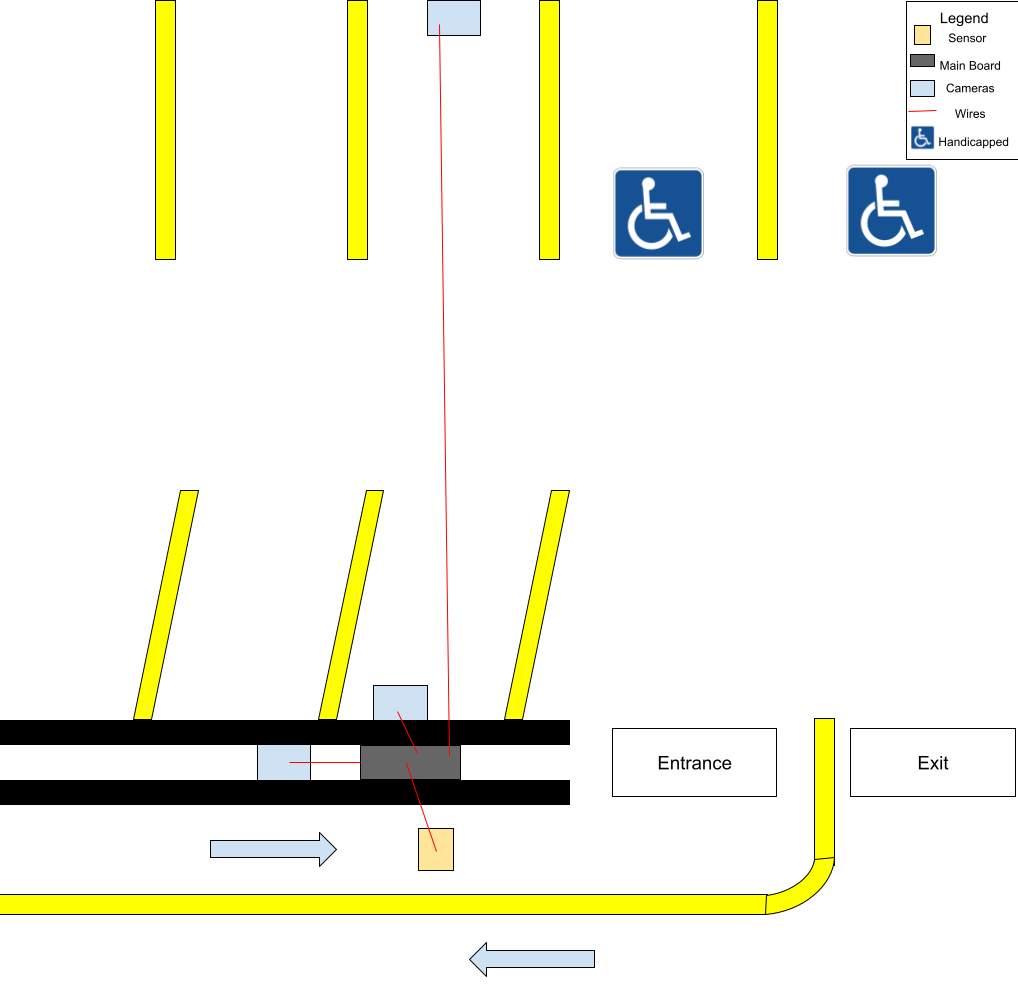 Legend
Sensor
Main Board
Cameras
Wires
Handicapped
Entrance
Exit